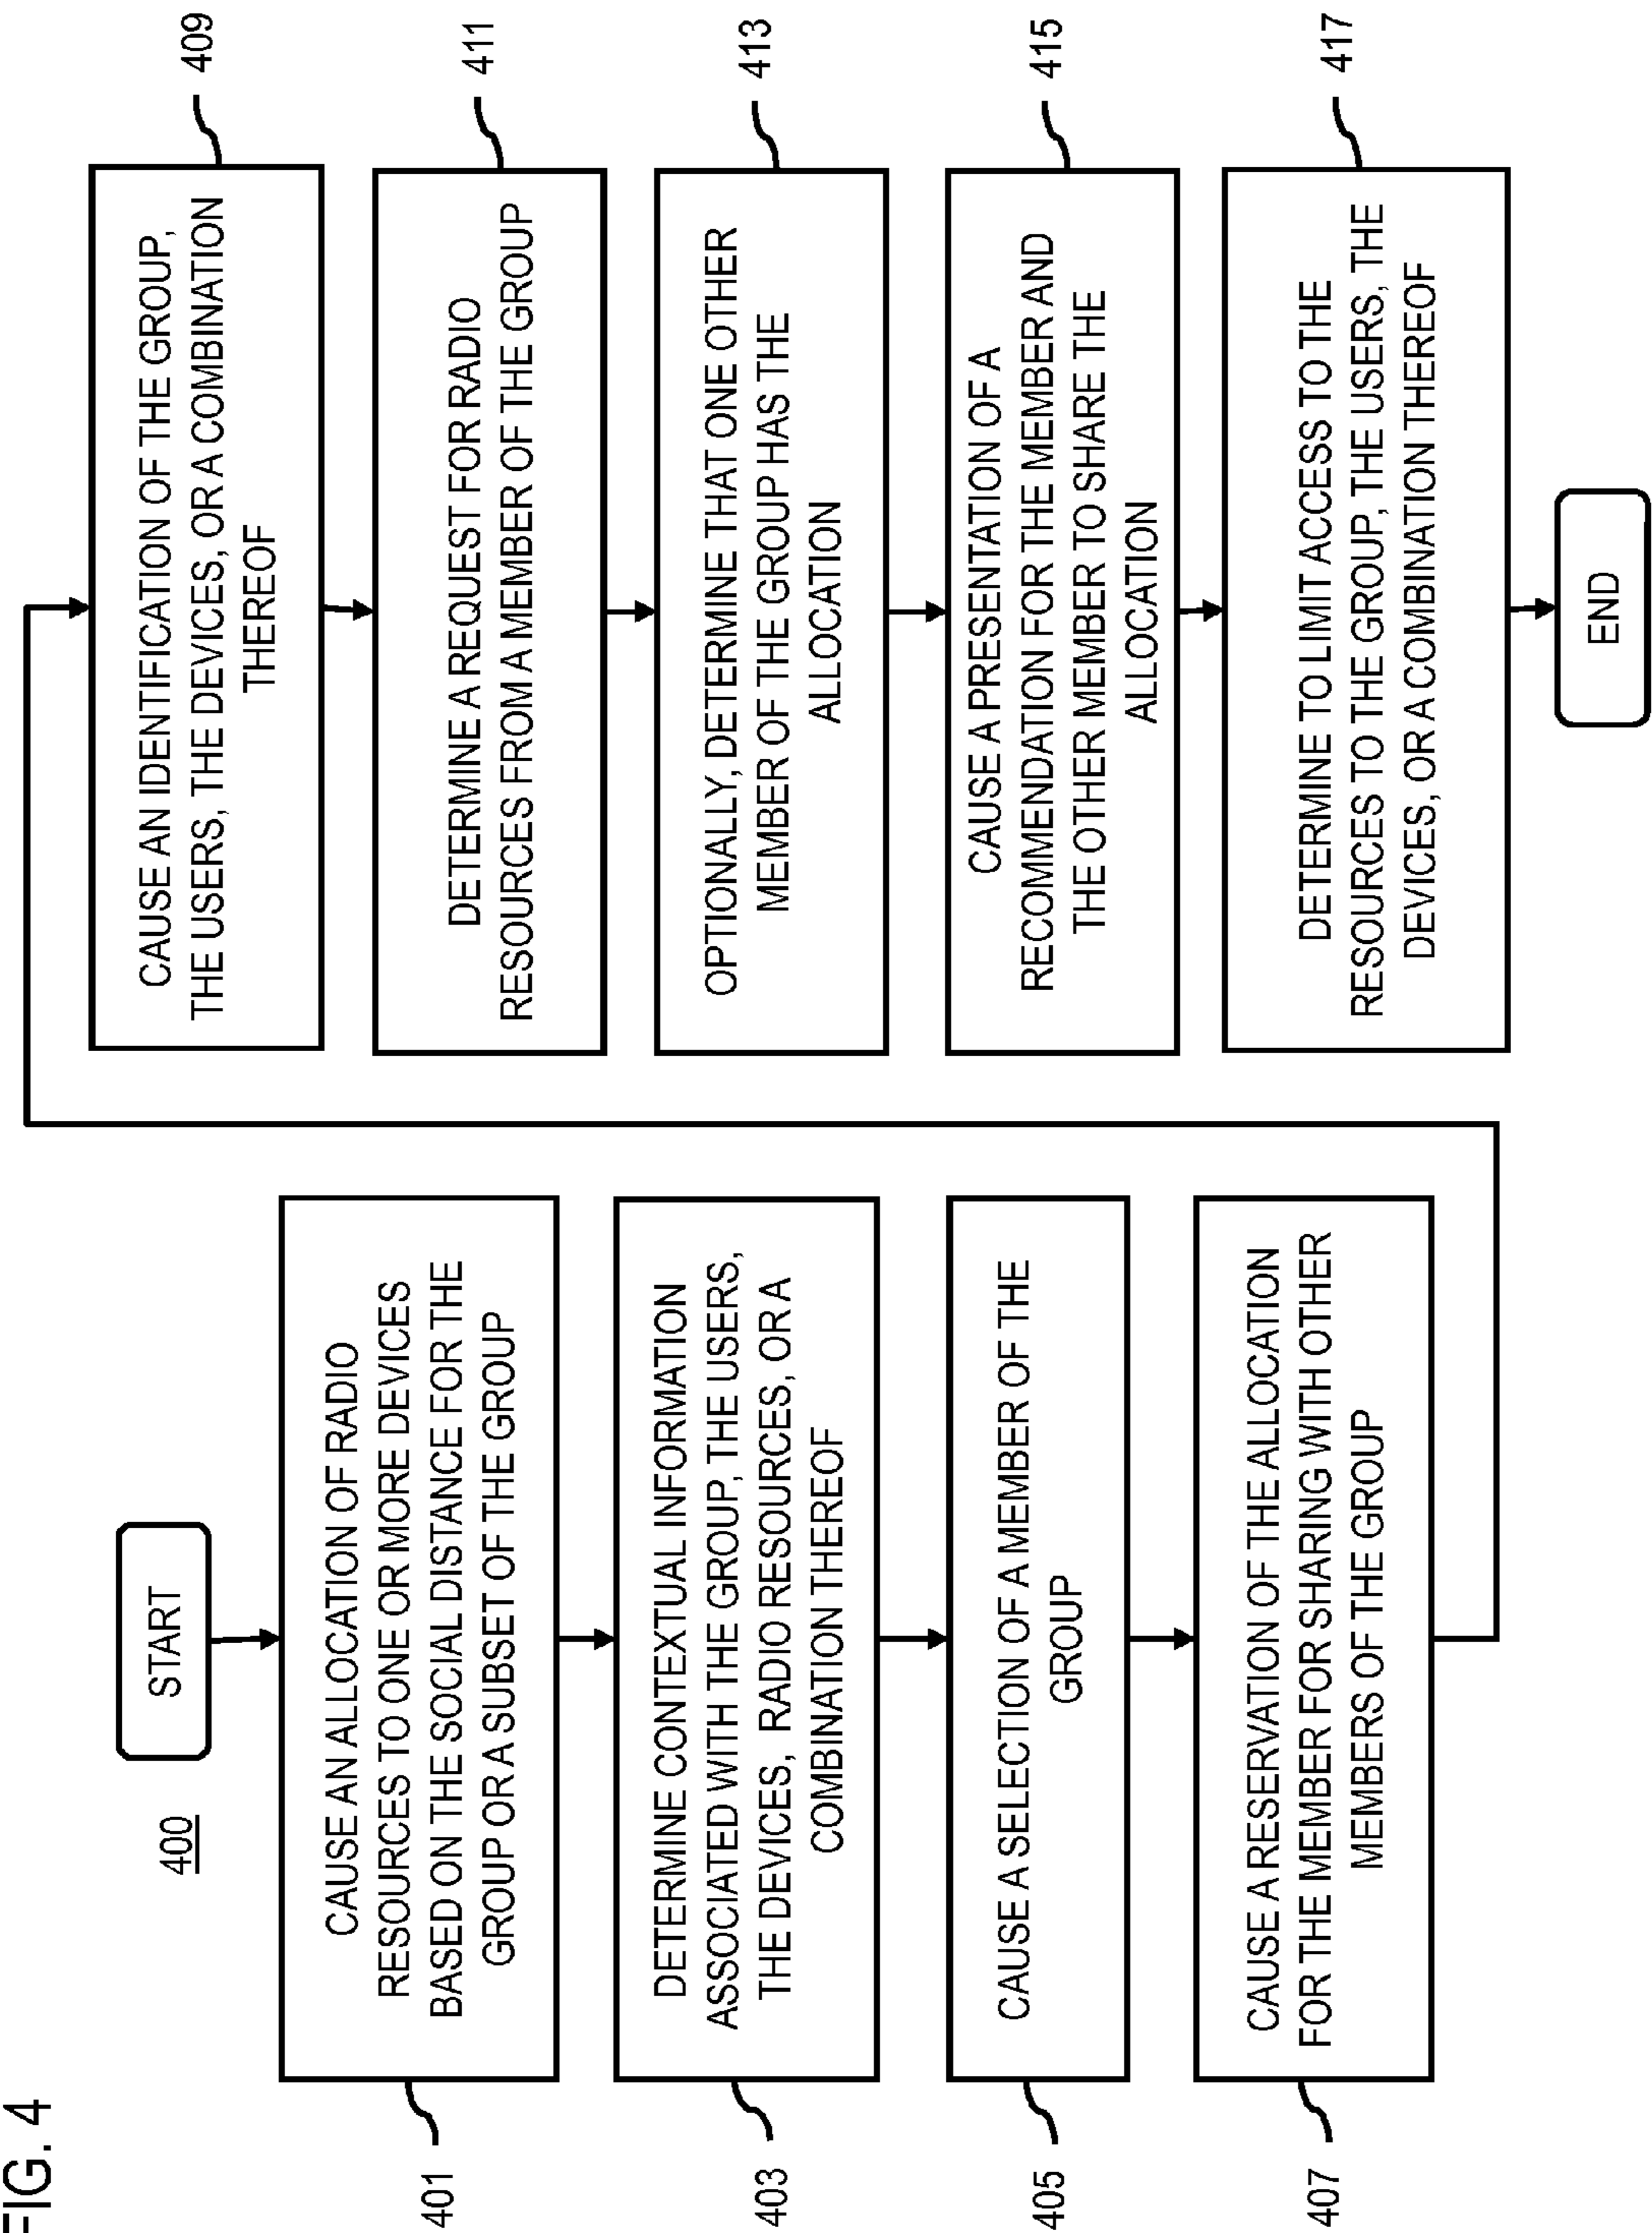 FIG. 4
400
START
401
CAUSE AN ALLOCATION OF RADIO
RESOURCES TO ONE OR MORE DEVICES
BASED ON THE SOCIAL DISTANCE FOR THE
GROUP OR A SUBSET OF THE GROUP
403
DETERMINE CONTEXTUAL INFORMATION
ASSOCIATED WITH THE GROUP, THE USERS,
THE DEVICES, RADIO RESOURCES, OR A
COMBINATION THEREOF
405
CAUSE A SELECTION OF A MEMBER OF THE
GROUP
407
CAUSE A RESERVATION OF THE ALLOCATION
FOR THE MEMBER FOR SHARING WITH OTHER
MEMBERS OF THE GROUP
409
CAUSE AN IDENTIFICATION OF THE GROUP,
THE USERS, THE DEVICES, OR A COMBINATION
THEREOF
411
DETERMINE A REQUEST FOR RADIO
RESOURCES FROM A MEMBER OF THE GROUP
413
OPTIONALLY, DETERMINE THAT ONE OTHER
MEMBER OF THE GROUP HAS THE
ALLOCATION
415
CAUSE A PRESENTATION OF A
RECOMMENDATION FOR THE MEMBER AND
THE OTHER MEMBER TO SHARE THE
ALLOCATION
417
DETERMINE TO LIMIT ACCESS TO THE
RESOURCES TO THE GROUP, THE USERS, THE
DEVICES, OR A COMBINATION THEREOF
END